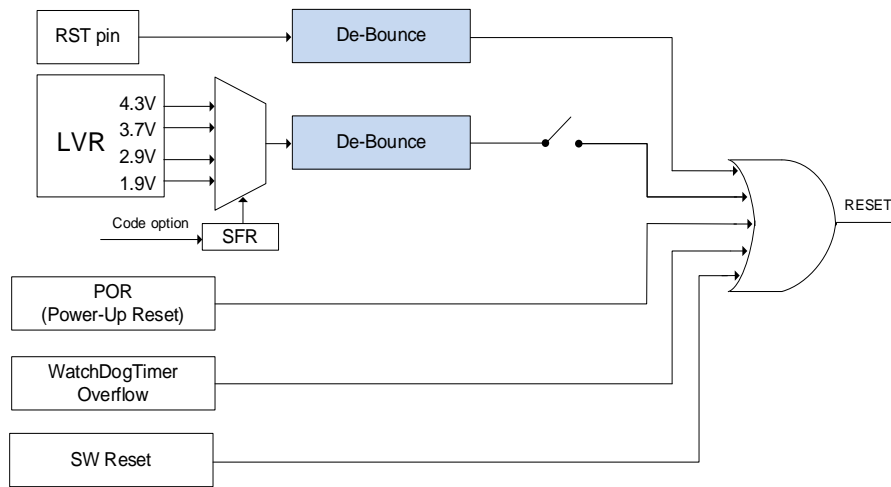 RST pin
De-Bounce
LVR
4.3V
3.7V
2.9V
1.9V
De-Bounce
Code option
SFR
RESET
POR
(Power-Up Reset)
WatchDogTimer
Overflow
SW Reset